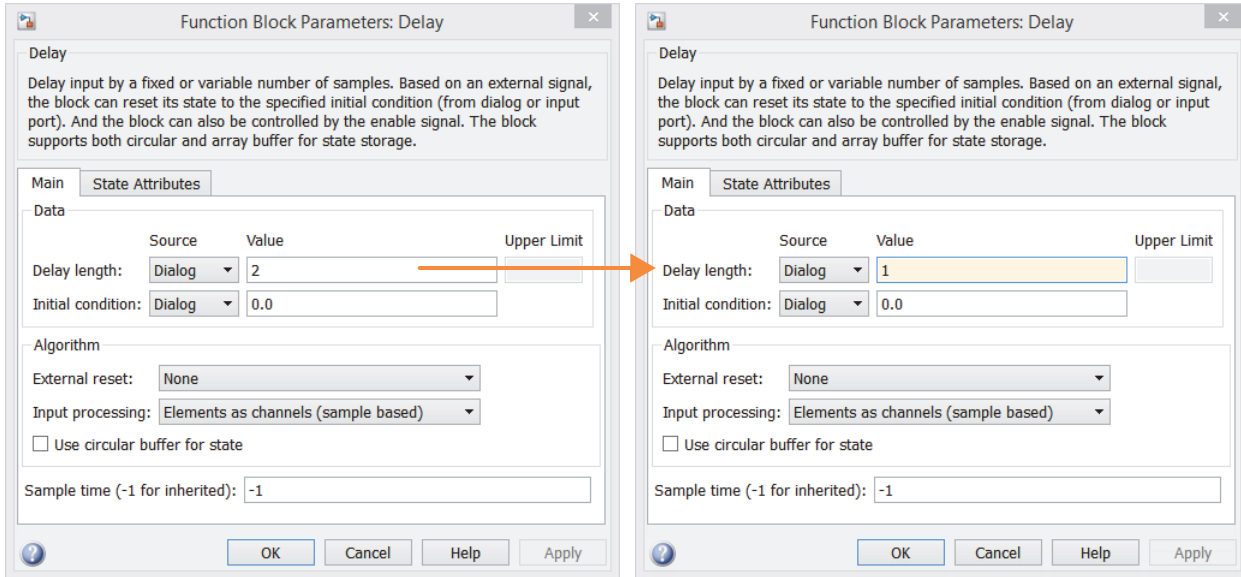 Function Block Parameters: Delay
Delay
Delay input by a fixed or variable number of samples. Based on an external signal,
the block can reset its state to the specified initial condition (from dialog or input
port). And the block can also be controlled by the enable signal. The block
supports both circular and array buffer for state storage.
Main State Attributes
Data
Source Value Upper Limit
Delay length: Dialog 2
Initial condition: Dialog 0.0
Algorithm
External reset: None
Input processing: Elements as channels (sample based)
Use circular buffer for state
Sample time (-1 for inherited): -1
OK Cancel Help Apply
Function Block Parameters: Delay
Delay
Delay input by a fixed or variable number of samples. Based on an external signal,
the block can reset its state to the specified initial condition (from dialog or input
port). And the block can also be controlled by the enable signal. The block
supports both circular and array buffer for state storage.
Main State Attributes
Data
Source Value Upper Limit
Delay length: Dialog 1
Initial condition: Dialog 0.0
Algorithm
External reset: None
Input processing: Elements as channels (sample based)
Use circular buffer for state
Sample time (-1 for inherited): -1
OK Cancel Help Apply